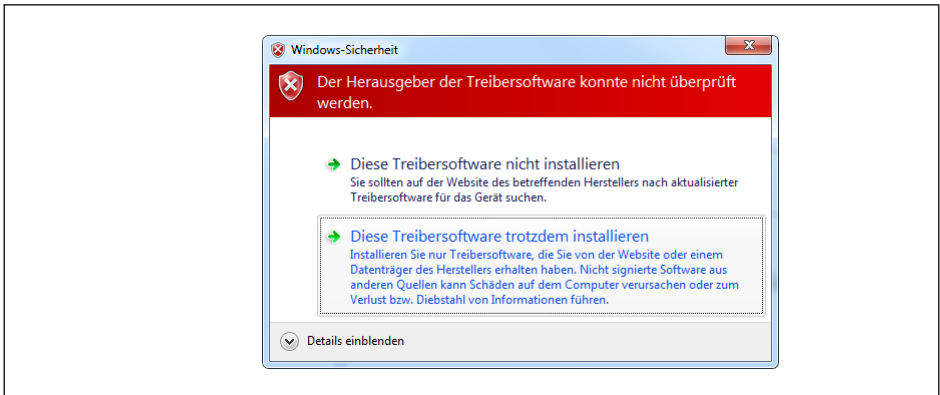 Windows-Sicherheit
Der Herausgeber der Treibersoftware konnte nicht überprüft
werden.
Diese Treibersoftware nicht installieren
Sie sollten auf der Website des betreffenden Herstellers nach aktualisierter
Treibersoftware für das Gerät suchen.
Diese Treibersoftware trotzdem installieren
Installieren Sie nur Treibersoftware, die Sie von der Website oder einem
Datenträger des Herstellers erhalten haben. Nicht signierte Software aus
anderen Quellen kann Schäden auf dem Computer verursachen oder zum
Verlust bzw. Diebstahl von Informationen führen.
Details einblenden